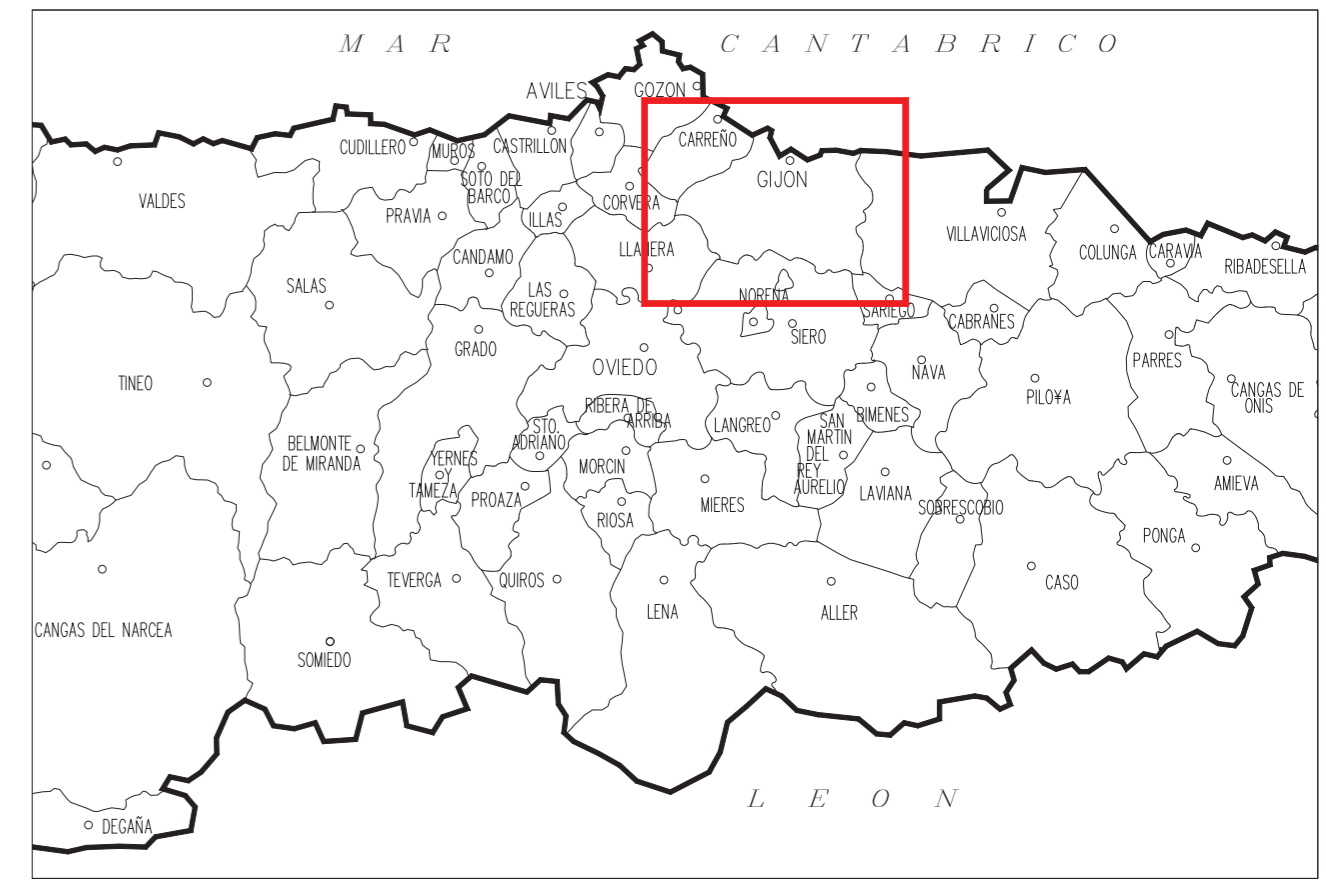 MAR CANTABRICO
AVILES
GOZON
CARREÑO
CUDILLERO
MUROS
CASTRILLON
GIJON
SOTO DEL
BARCO
VALDES
CORVERA
PRAVIA
ILLAS
VILLAVICIOSA
LLANERA
COLUNGA
CARAVIA
RIBADESELLA
CANDAMO
SALAS
LAS
REGUERAS
NOREÑA
SARIEGO
CABRANES
SIERO
GRADO
PARRES
OVIEDO
NAVA
TINEO
PILO¥A
CANGAS DE
ONIS
RIBERA DE
ARRIBA
BIMENES
LANGREO
SAN
MARTIN
DEL
REY
AURELIO
STO.
ADRIANO
BELMONTE
DE MIRANDA
YERNES
TAMEZA
MORCIN
PROAZA
MIERES
LAVIANA
AMIEVA
SOBRESCOBIO
RIOSA
PONGA
TEVERGA
QUIROS
CASO
LENA
ALLER
CANGAS DEL NARCEA
SOMIEDO
LEON
DEGAÑA